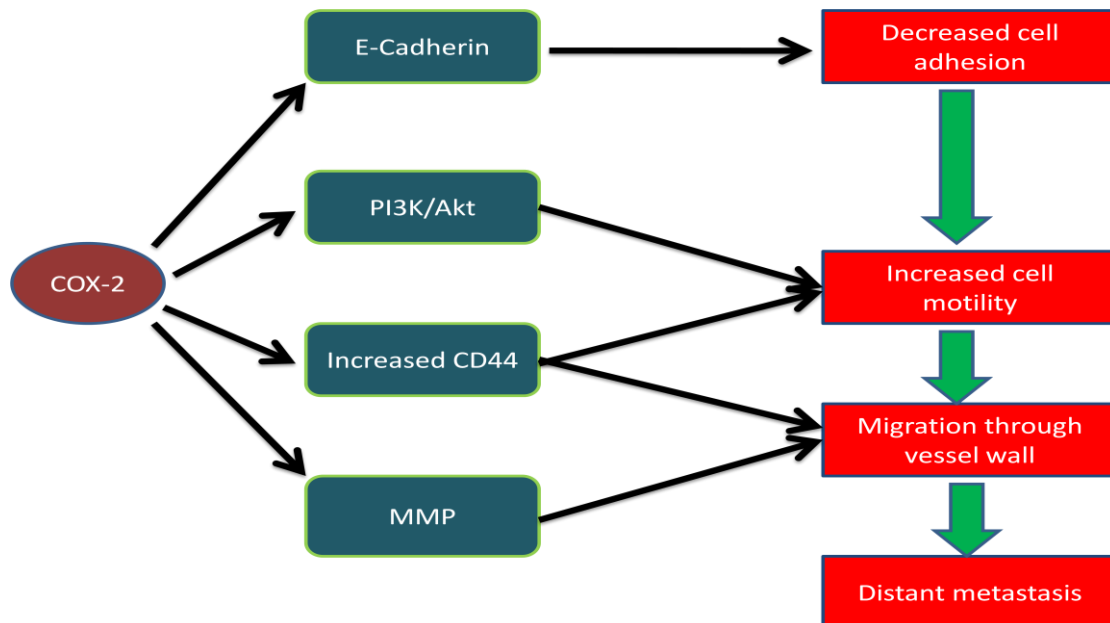 E-Cadherin
Decreased cell
adhesion
PI3K/Akt
COX-2
Increased cell
motility
Increased CD44
Migration through
vessel wall
MMP
Distant metastasis